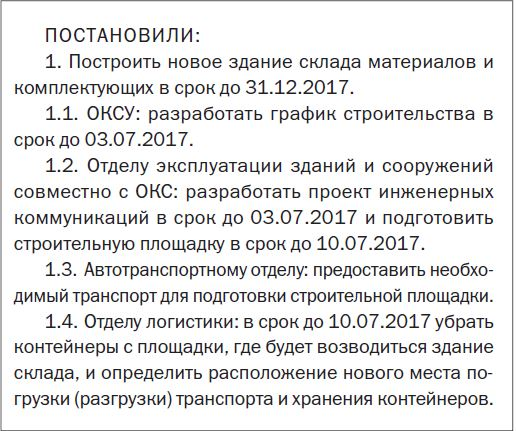 ПОСТАНОВИЛИ:
1. Построить новое здание склада материалов и
комплектующих в срок до 31.12.2017.
1.1. ОКСУ: разработать график строительства в
срок до 03.07.2017.
1.2. Отделу эксплуатации зданий и сооружений
совместно с ОКС: разработать проект инженерных
коммуникаций в срок до 03.07.2017 и подготовить
строительную площадку в срок до 10.07.2017.
1.3. Автотранспортному отделу: предоставить необхо-
димый транспорт для подготовки строительной площадки.
1.4. Отделу логистики: в срок до 10.07.2017 убрать
контейнеры с площадки, где будет возводиться здание
склада, и определить расположение нового места по-
грузки (разгрузки) транспорта и хранения контейнеров.